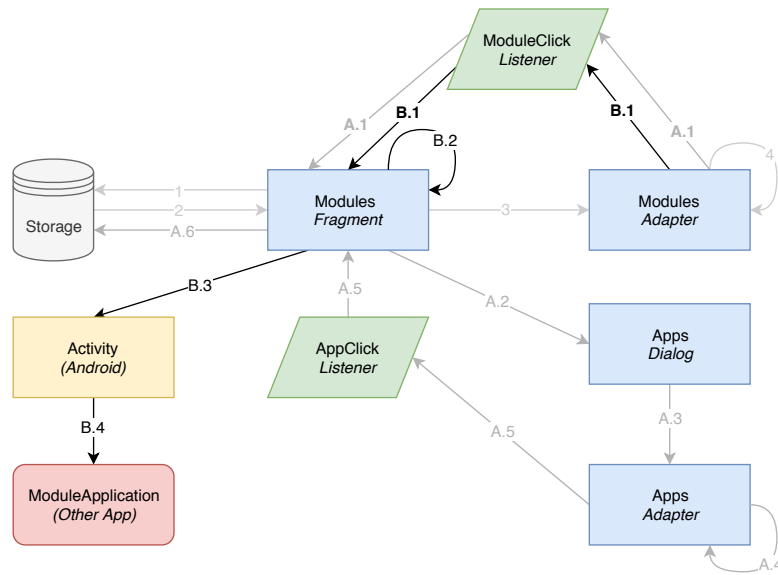 ModuleClick
Listener
A.1
B.1
B.1
A.1
B.2
4
Storage
1
2
A.6
Modules
Fragment
3
Modules
Adapter
B.3
A.5
A.2
Activity
(Android)
AppClick
Listener
Apps
Dialog
B.4
A.5
A.3
ModuleApplication
(Other App)
Apps
Adapter
A.4